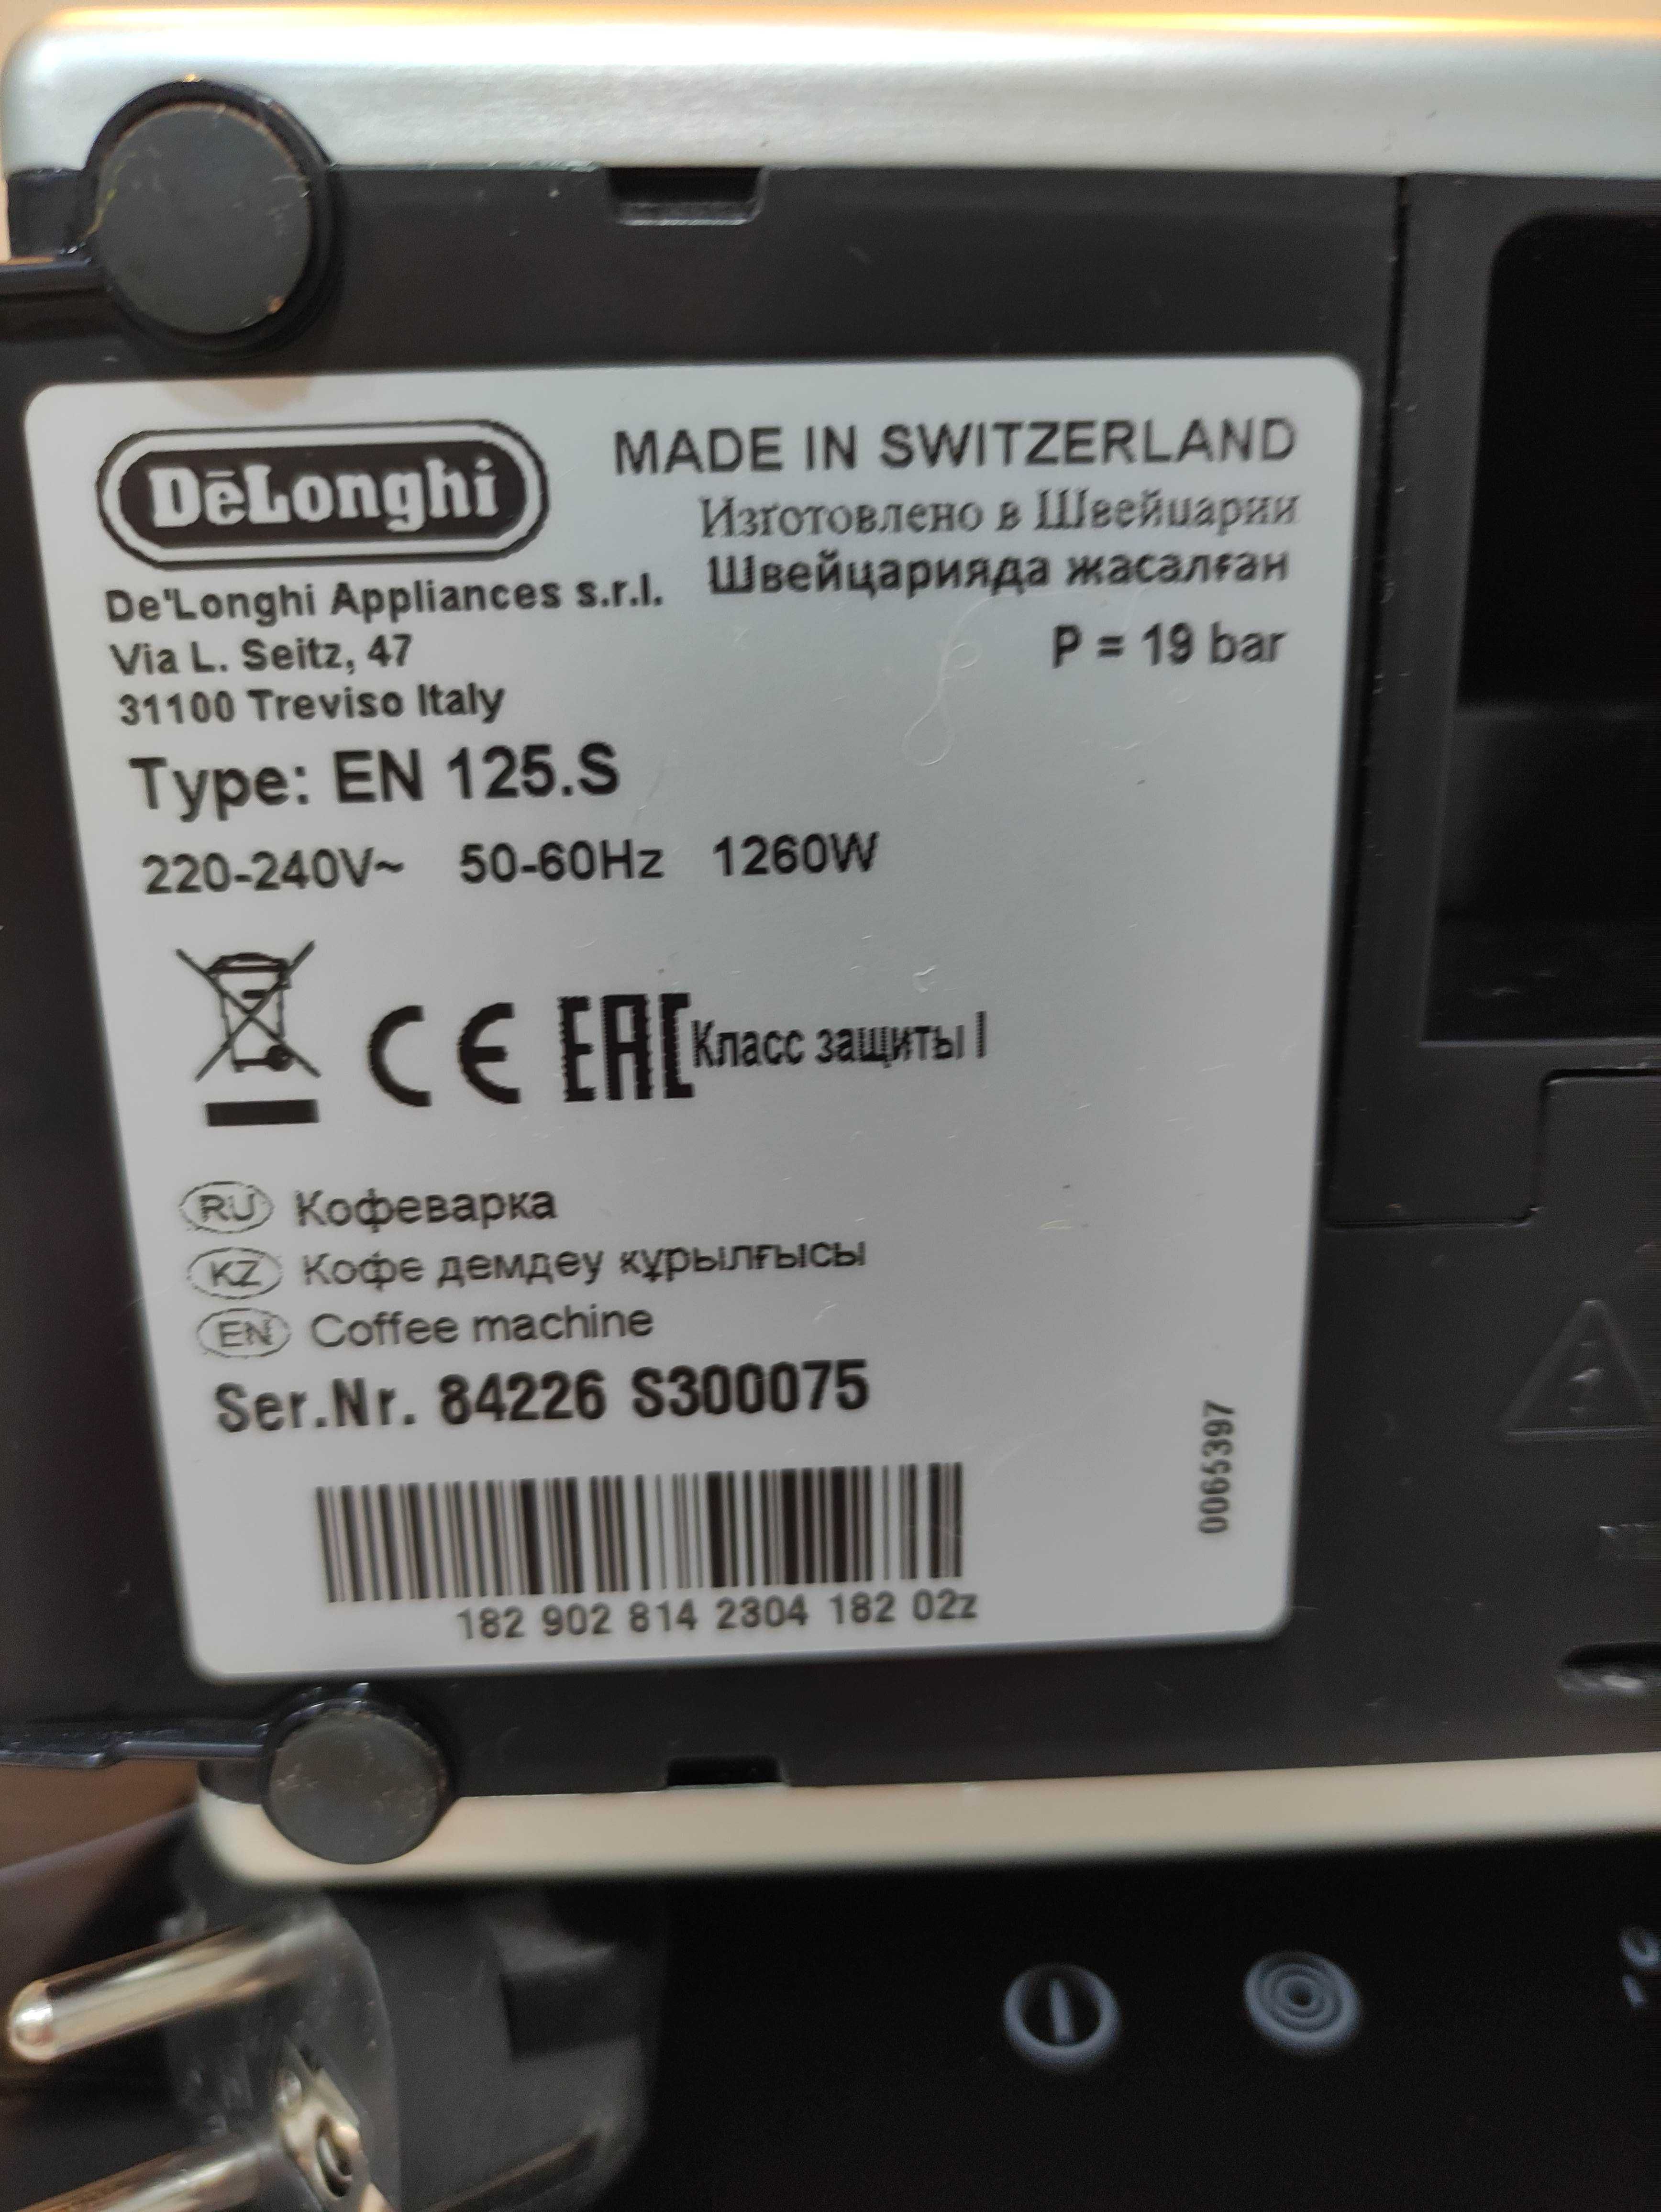 DēLonghi
MADE IN SWITZERLAND
Изготовлено в Швейцарии
Швейцарияда жасалған
De'Longhi Appliances s.r.l.
Via L. Seitz, 47
31100 Treviso Italy
P = 19 bar
Type: EN 125.S
220-240V~ 50-60Hz 1260W
CE EAC Класс защиты I
RU Кофеварка
KZ Кофе демдеу құрылғысы
EN Coffee machine
Ser.Nr. 84226 S300075
182 902 814 2304 182 02z
0065397